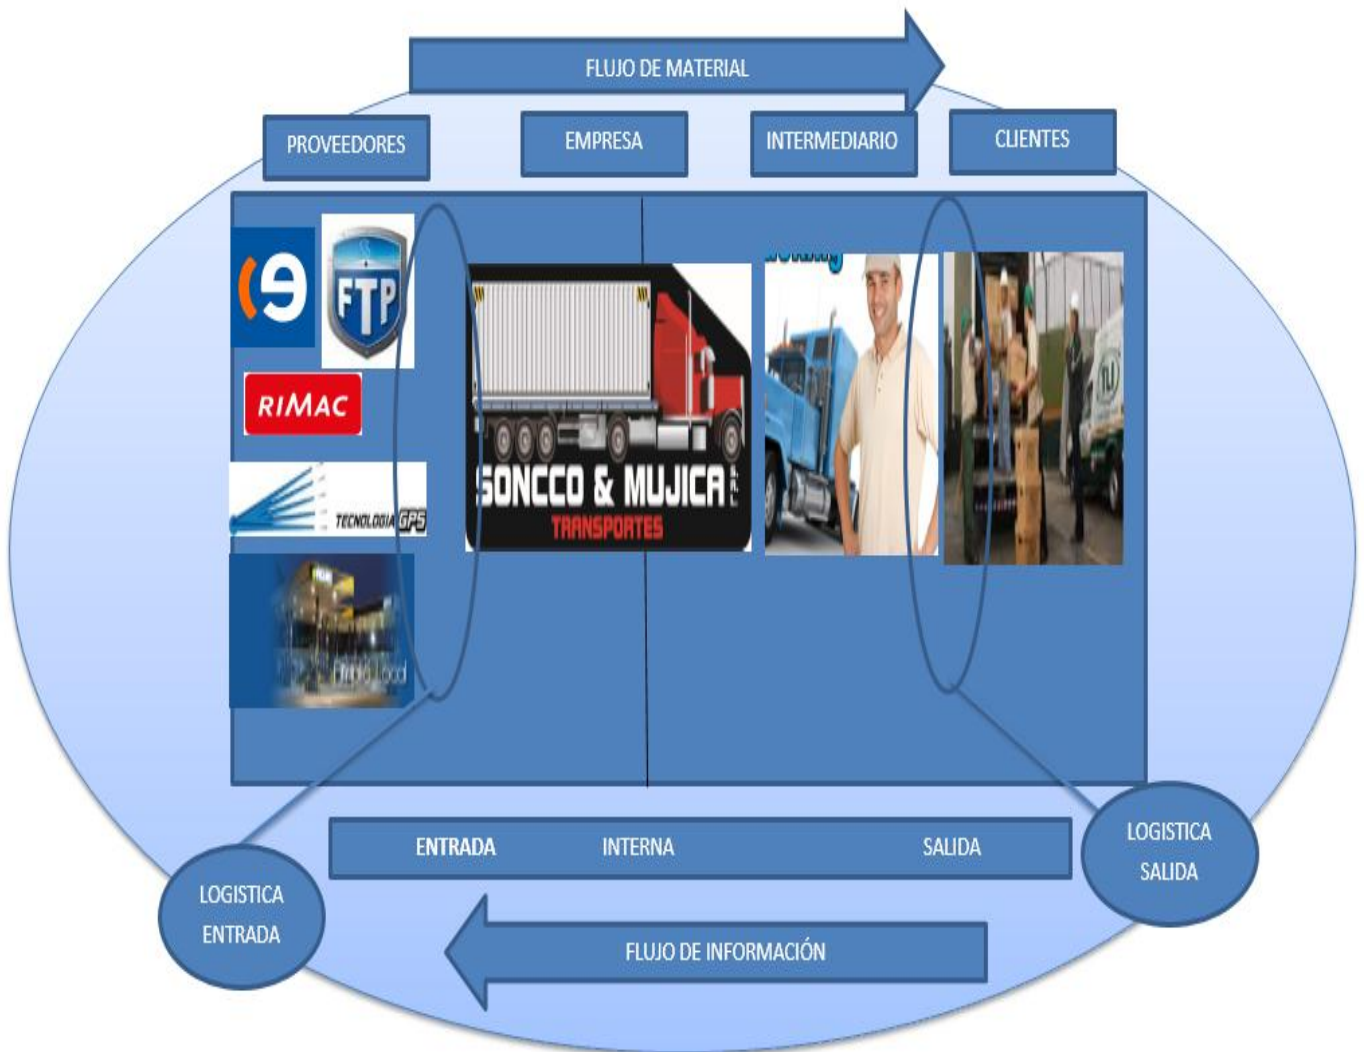 FLUJO DE MATERIAL
PROVEEDORES
EMPRESA
INTERMEDIARIO
CLIENTES
e
FTP
RIMAC
TECNOLOGIA GPS
SONCCO & MUJICA
TRANSPORTES
TLI
ENTRADA INTERNA SALIDA
LOGISTICA
SALIDA
LOGISTICA
ENTRADA
FLUJO DE INFORMACIÓN